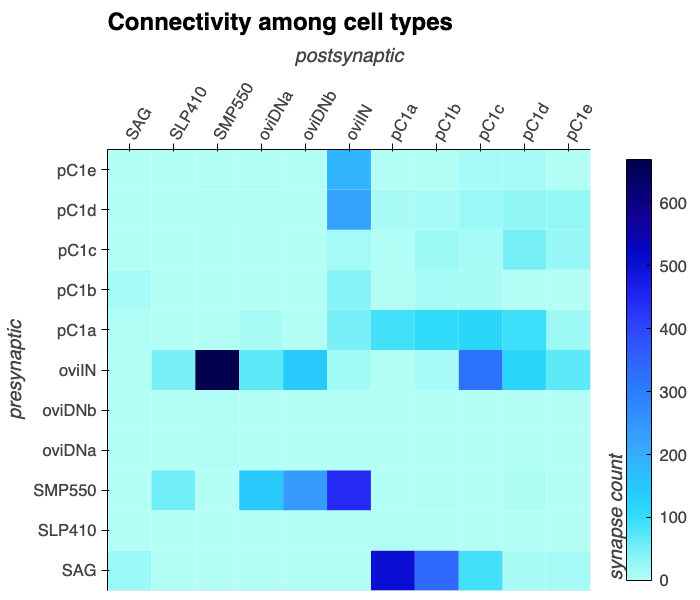 Connectivity among cell types
postsynaptic
SAG
SLP410
SMP550
oviDNa
oviDNb
oviIN
pC1a
pC1b
pC1c
pC1d
pC1e
presynaptic
pC1e
pC1d
pC1c
pC1b
pC1a
oviIN
oviDNb
oviDNa
SMP550
SLP410
SAG
synapse count
600
500
400
300
200
100
0